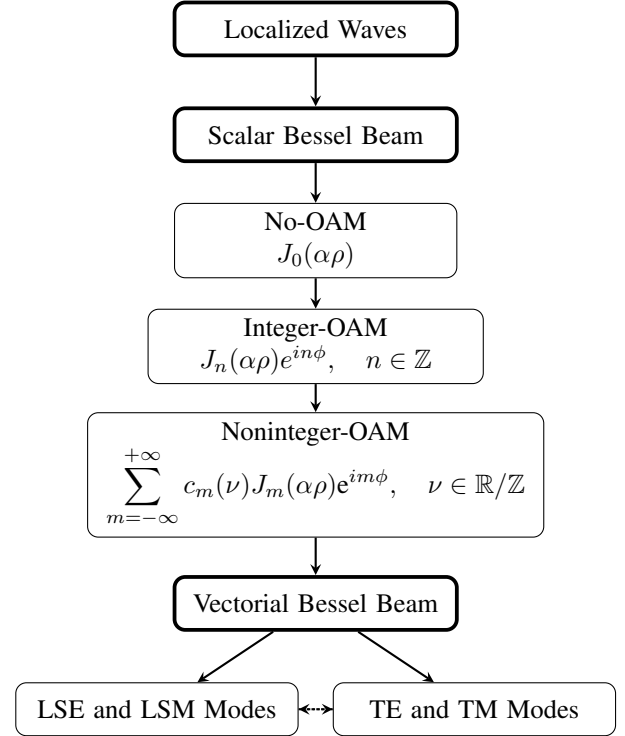 Localized Waves
Scalar Bessel Beam
No-OAM
J_0(αρ)
Integer-OAM
J_n(αρ)e^{inϕ}, n ∈ ℤ
Noninteger-OAM
∑_{m=−∞}^{+∞} c_m(ν)J_m(αρ)e^{imϕ}, ν ∈ ℝ/ℤ
Vectorial Bessel Beam
LSE and LSM Modes
TE and TM Modes